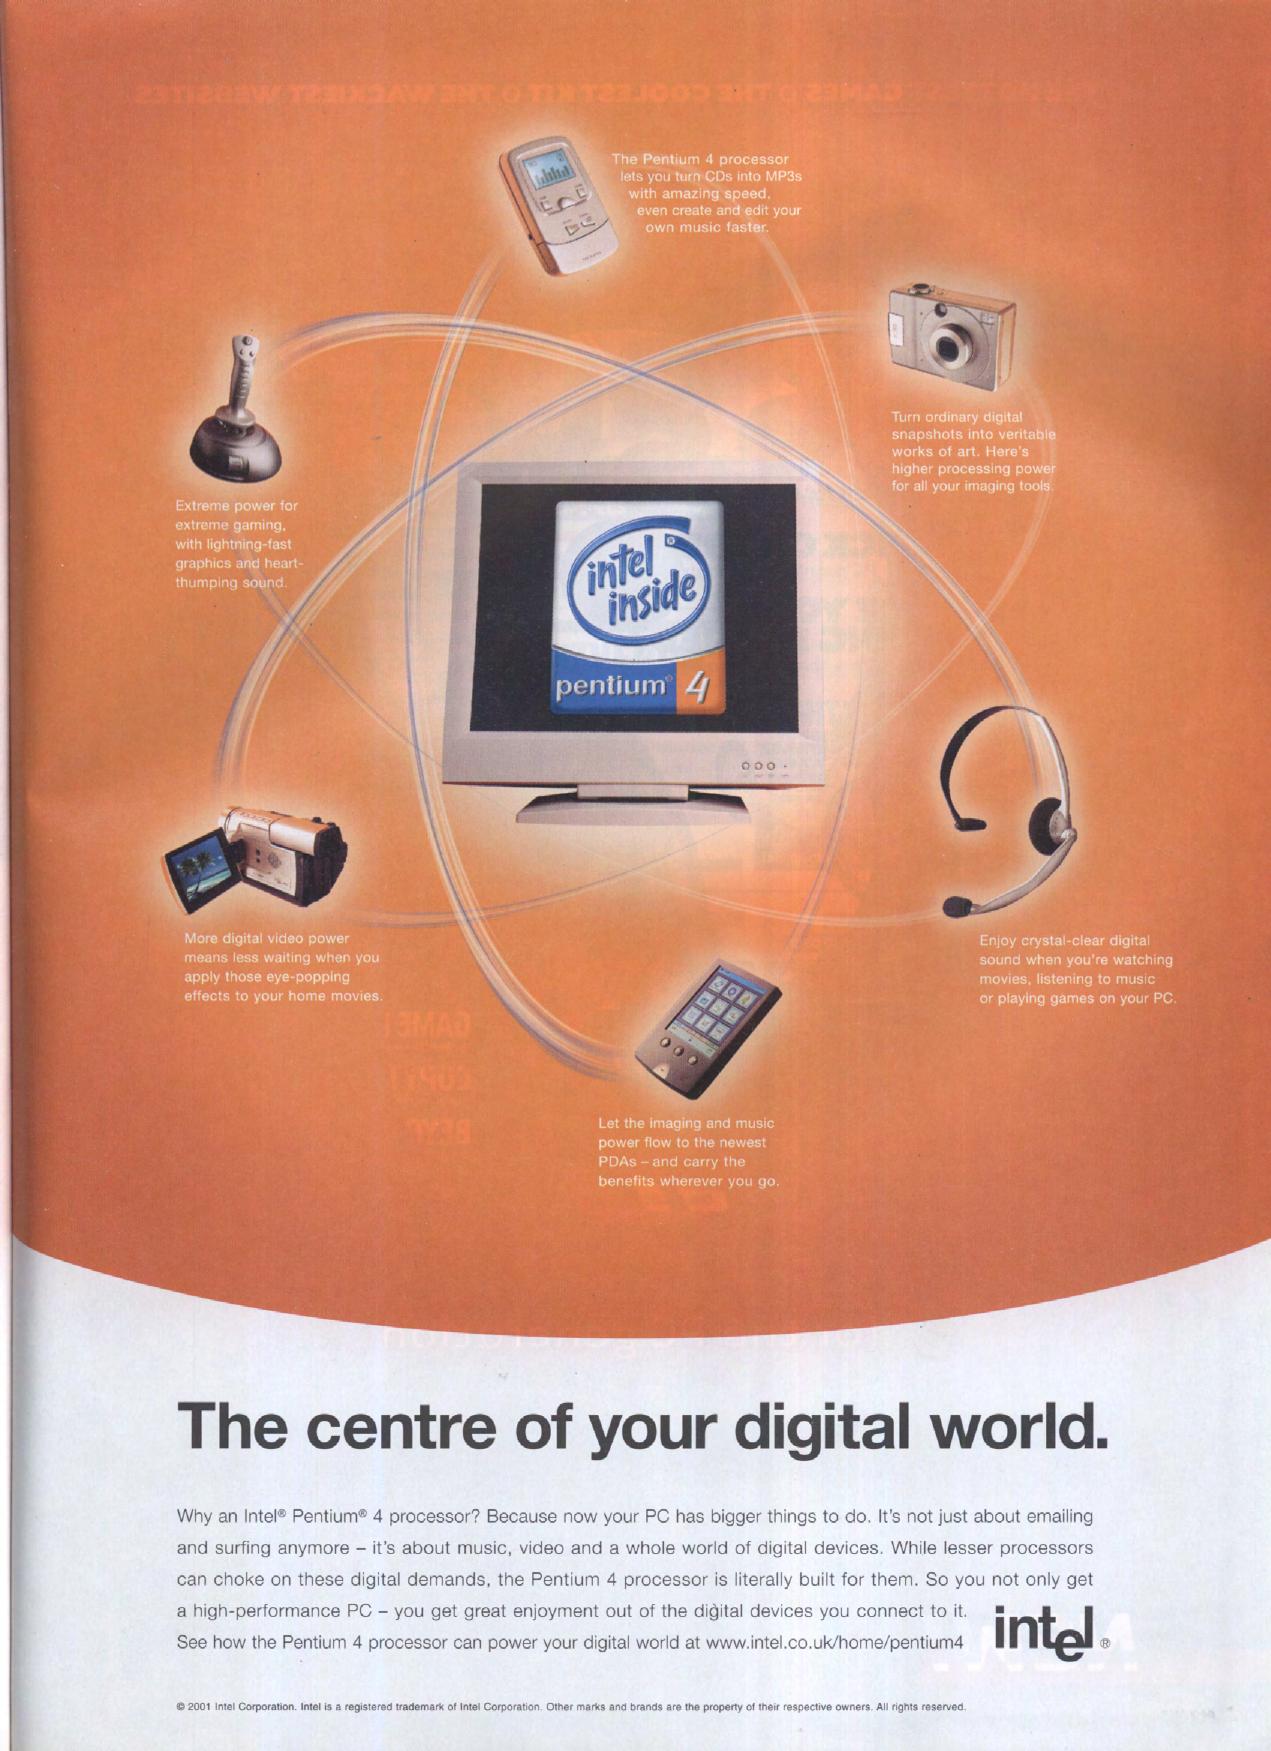 The Pentium 4 processor
lets you turn CDs into MP3s
with amazing speed,
even create and edit your
own music faster.
Turn ordinary digital
snapshots into veritable
works of art. Here's
higher processing power
for all your imaging tools.
Extreme power for
extreme gaming,
with lightning-fast
graphics and heart-
thumping sound.
intel®
inside
pentium® 4
More digital video power
means less waiting when you
apply those eye-popping
effects to your home movies.
Enjoy crystal-clear digital
sound when you're watching
movies, listening to music
or playing games on your PC.
Let the imaging and music
power flow to the newest
PDAs – and carry the
benefits wherever you go.
The centre of your digital world.
Why an Intel® Pentium® 4 processor? Because now your PC has bigger things to do. It's not just about emailing
and surfing anymore – it's about music, video and a whole world of digital devices. While lesser processors
can choke on these digital demands, the Pentium 4 processor is literally built for them. So you not only get
a high-performance PC – you get great enjoyment out of the digital devices you connect to it.
See how the Pentium 4 processor can power your digital world at www.intel.co.uk/home/pentium4
intel®
© 2001 Intel Corporation. Intel is a registered trademark of Intel Corporation. Other marks and brands are the property of their respective owners. All rights reserved.